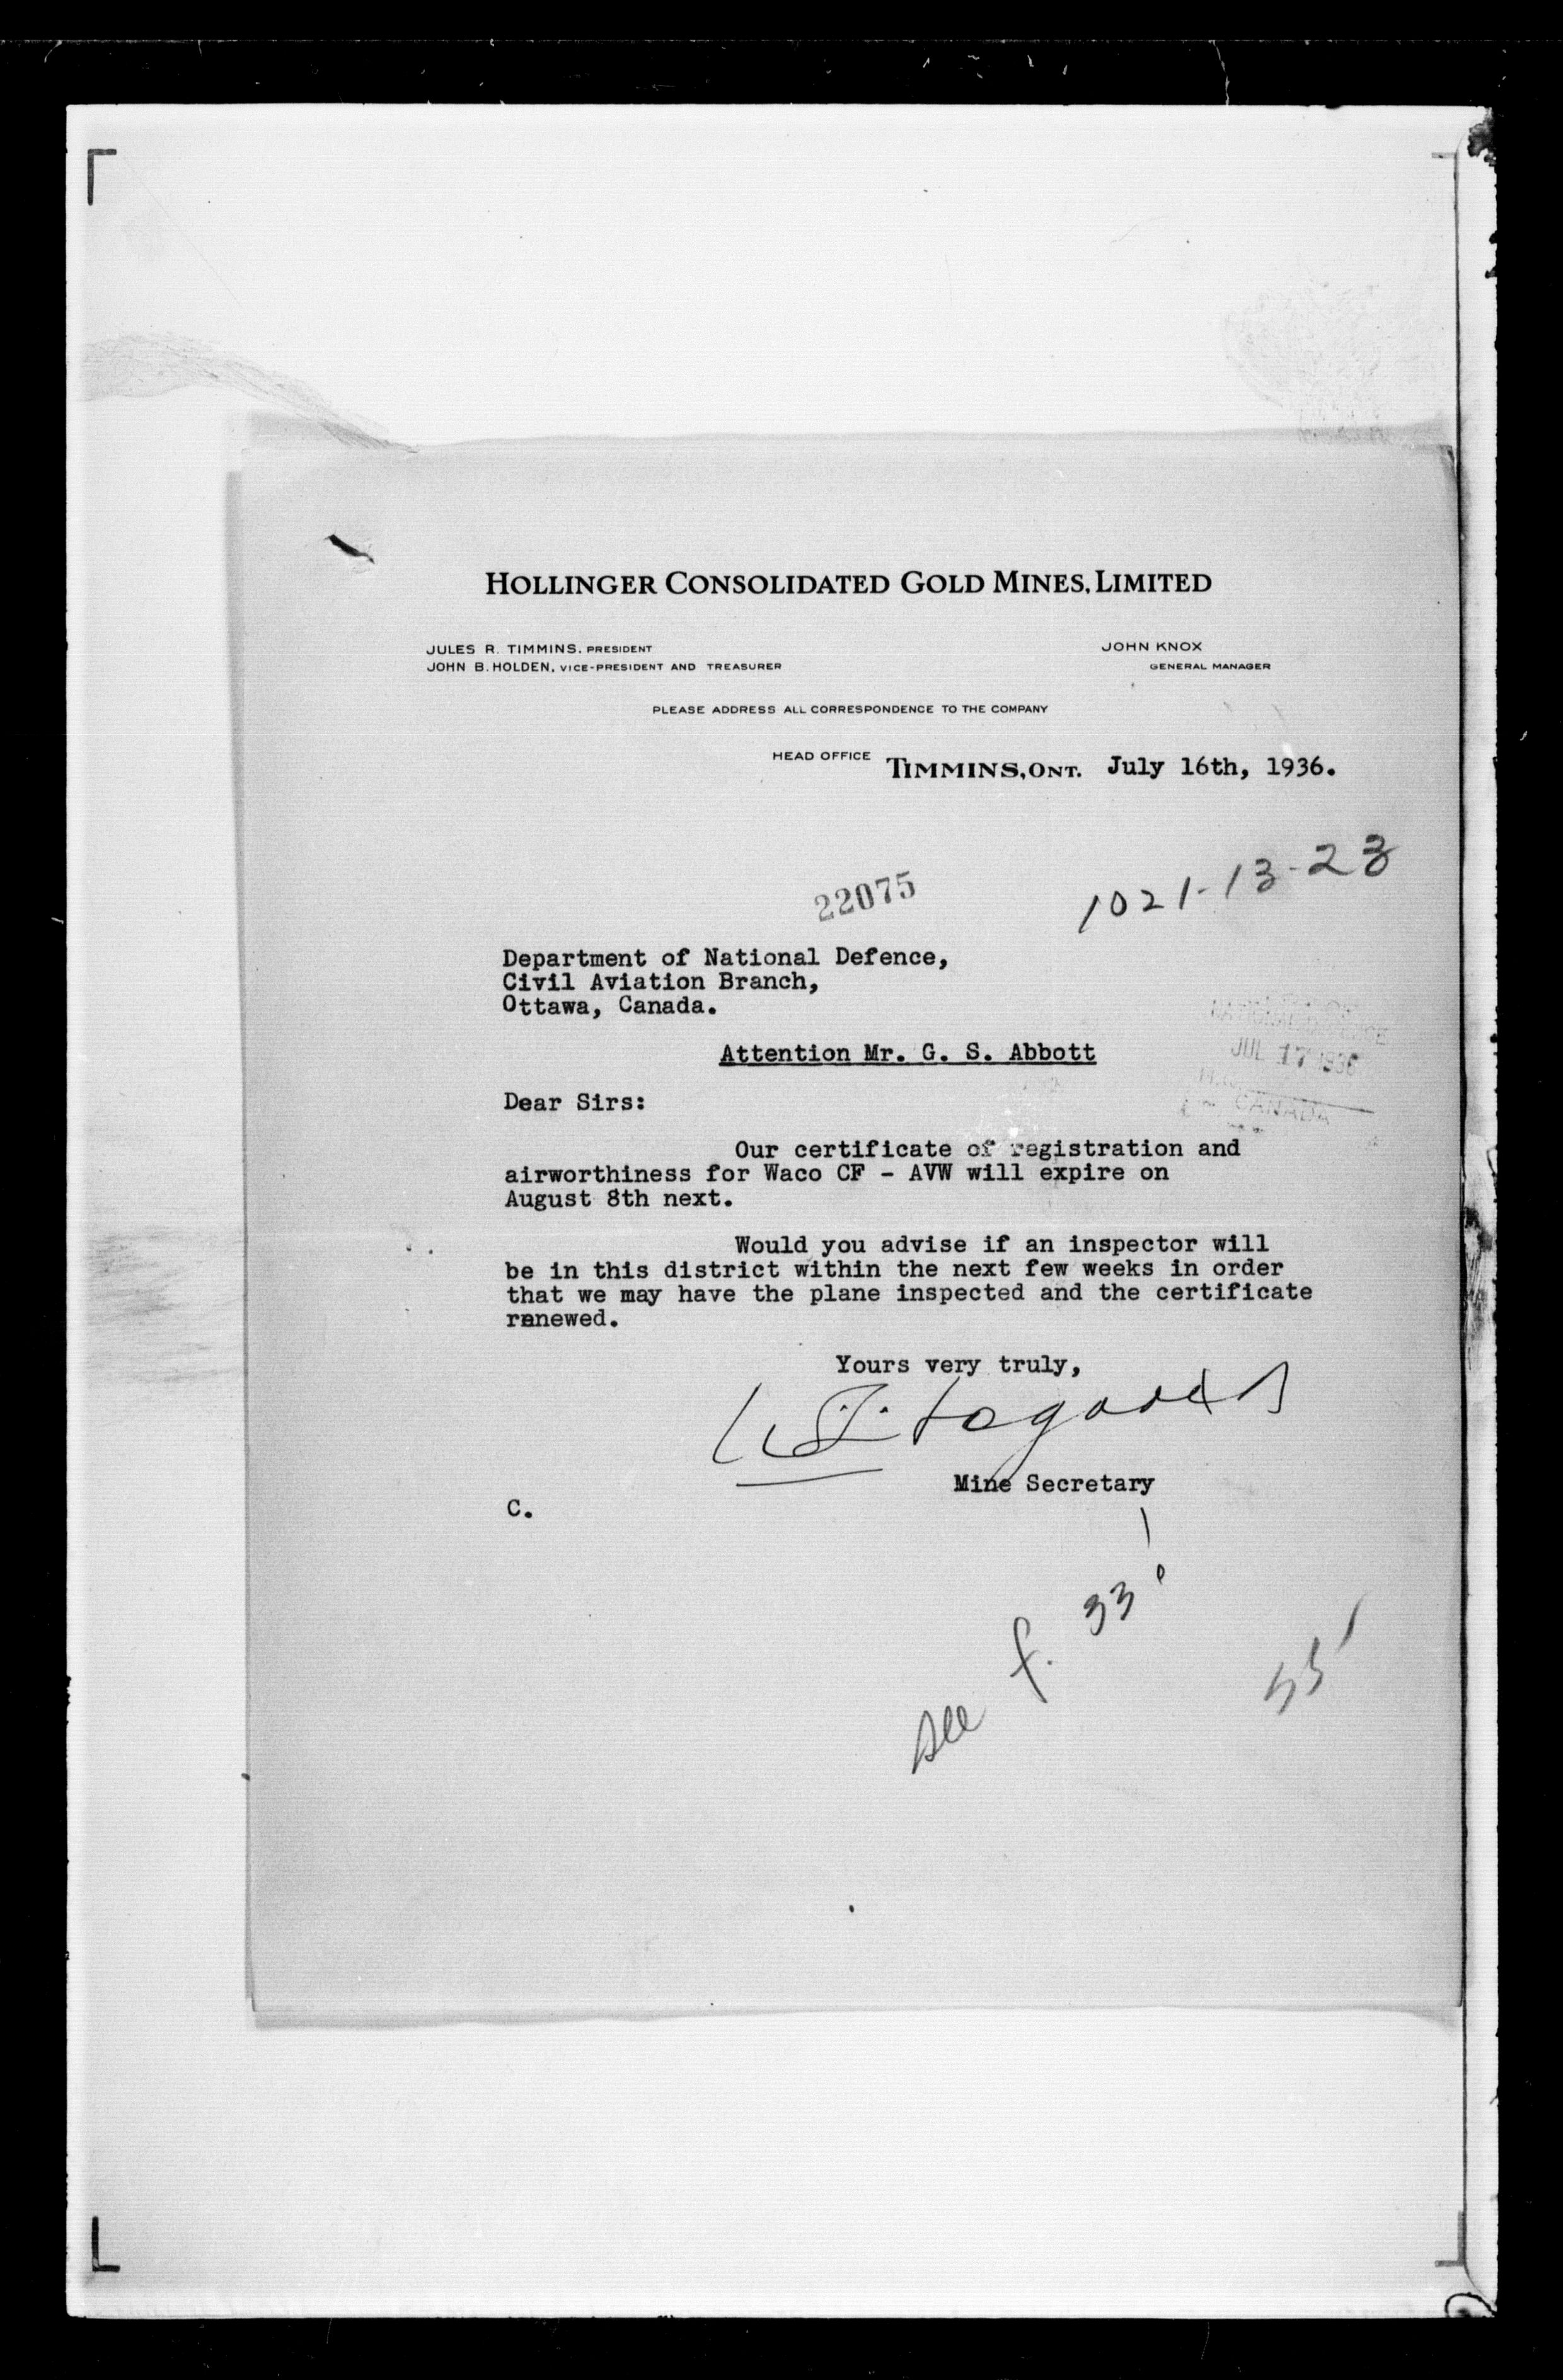 HOLLINGER CONSOLIDATED GOLD MINES, LIMITED
JULES R. TIMMINS, PRESIDENT
JOHN B. HOLDEN, VICE-PRESIDENT AND TREASURER
JOHN KNOX
GENERAL MANAGER
PLEASE ADDRESS ALL CORRESPONDENCE TO THE COMPANY
HEAD OFFICE TIMMINS, ONT. July 16th, 1936.
22075
1021-13-23
Department of National Defence,
Civil Aviation Branch,
Ottawa, Canada.
NATIONAL DEFENCE
JUL 17 1936
CANADA
Attention Mr. G. S. Abbott
Dear Sirs:
Our certificate of registration and
airworthiness for Waco CF - AVW will expire on
August 8th next.
Would you advise if an inspector will
be in this district within the next few weeks in order
that we may have the plane inspected and the certificate
renewed.
Yours very truly,
Mine Secretary
C.
see f. 33